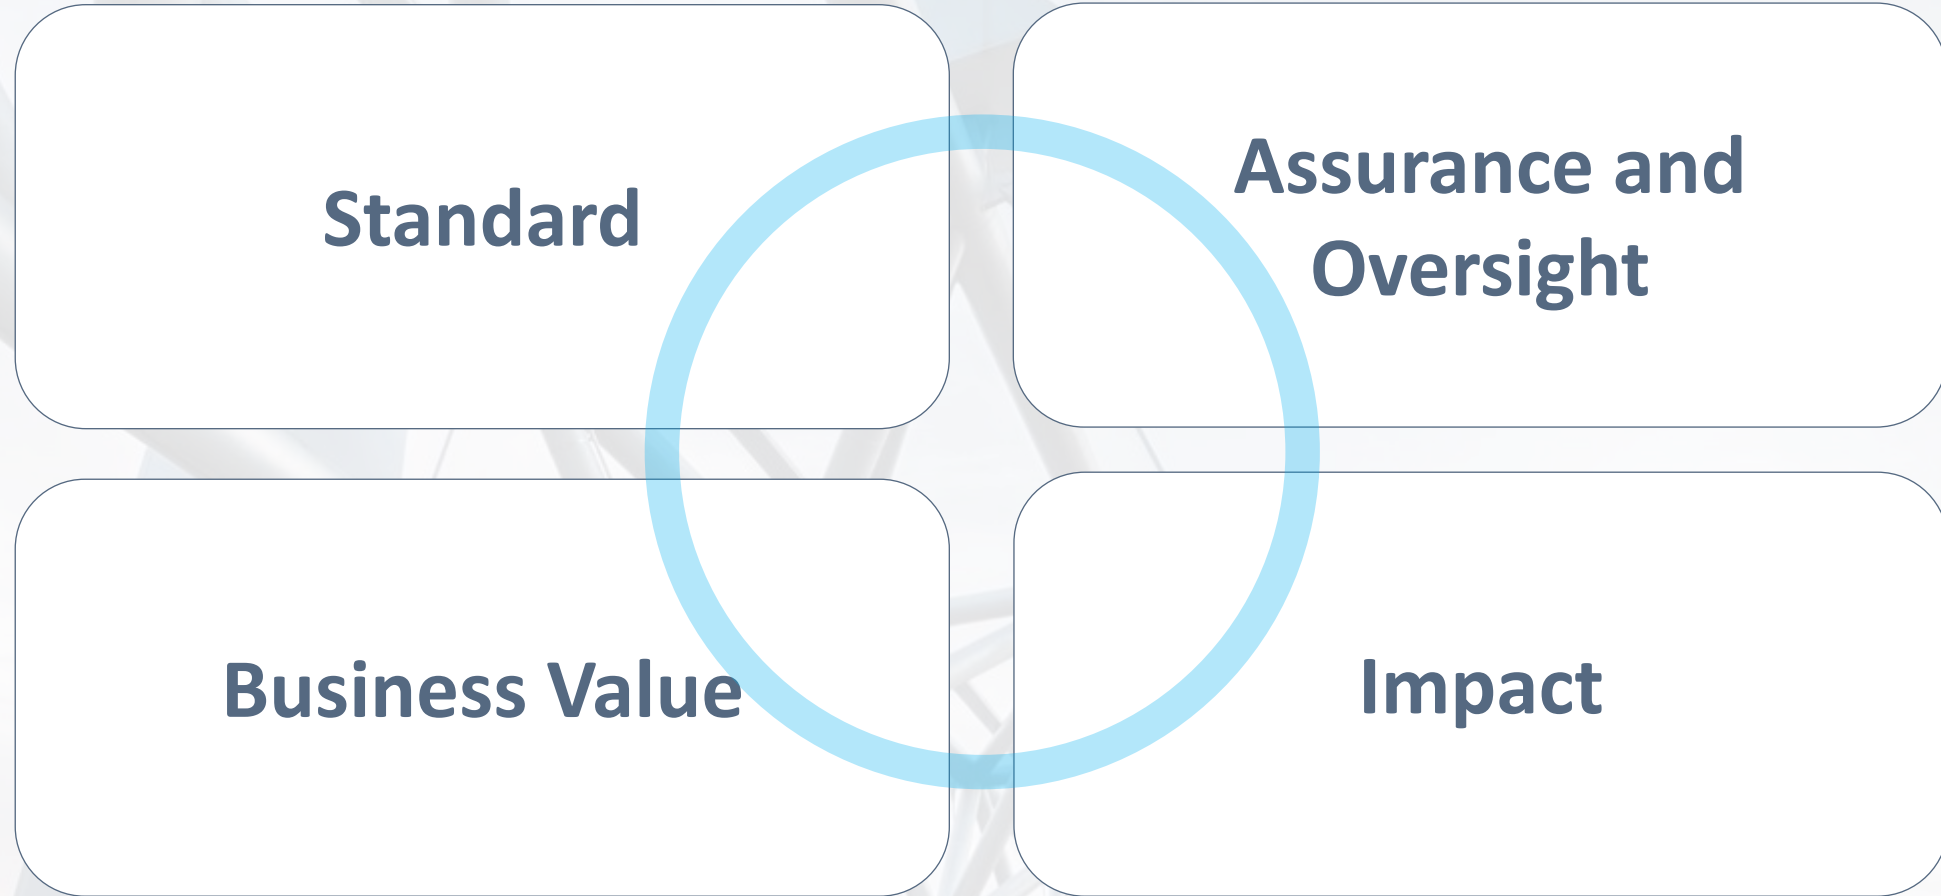 Standard
Assurance and
Oversight
Business Value
Impact